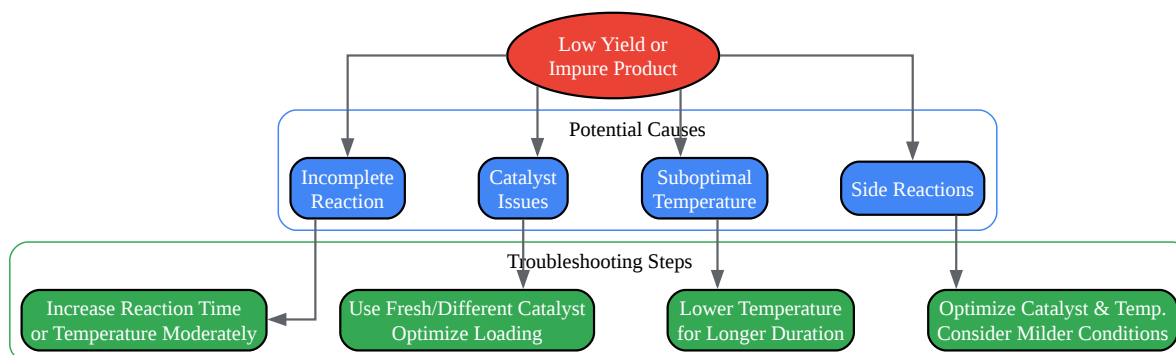 Low Yield or
Impure Product
Potential Causes
Incomplete
Reaction
Catalyst
Issues
Suboptimal
Temperature
Side Reactions
Troubleshooting Steps
Increase Reaction Time
or Temperature Moderately
Use Fresh/Different Catalyst
Optimize Loading
Lower Temperature
for Longer Duration
Optimize Catalyst & Temp.
Consider Milder Conditions